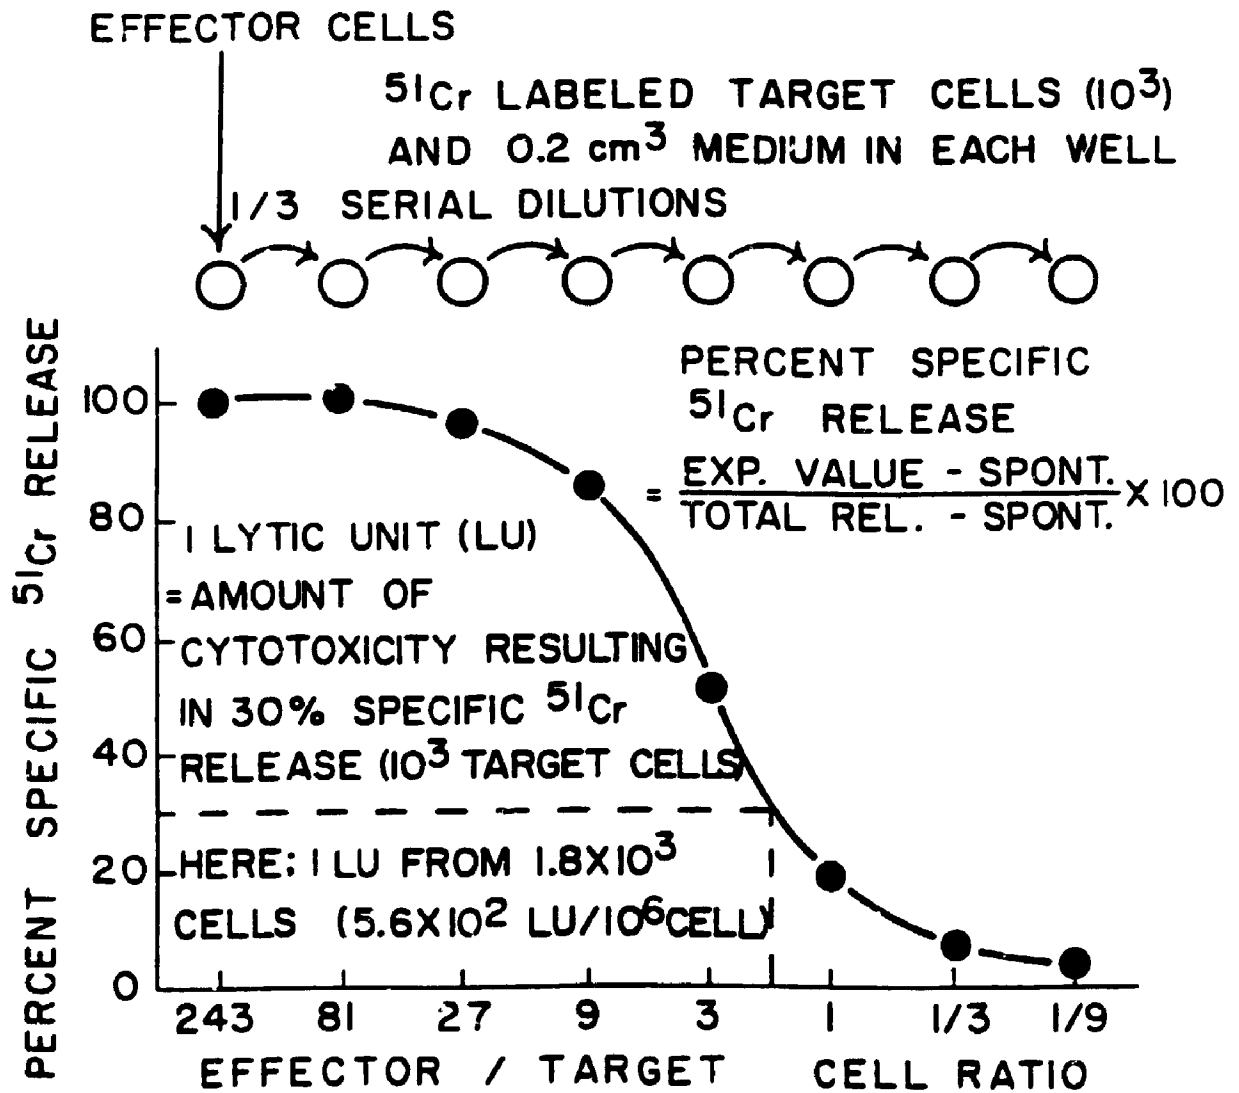 EFFECTOR CELLS
⁵¹Cr LABELED TARGET CELLS (10³)
AND 0.2 cm³ MEDIUM IN EACH WELL
1/3 SERIAL DILUTIONS
PERCENT SPECIFIC
⁵¹Cr RELEASE
= EXP. VALUE - SPONT.
TOTAL REL. - SPONT. X 100
1 LYTIC UNIT (LU)
= AMOUNT OF
CYTOTOXICITY RESULTING
IN 30% SPECIFIC ⁵¹Cr
RELEASE (10³ TARGET CELLS)
HERE: 1 LU FROM 1.8X10³
CELLS (5.6X10² LU/10⁶CELL)
PERCENT SPECIFIC ⁵¹Cr RELEASE
100
80
60
40
20
0
243 81 27 9 3 1 1/3 1/9
EFFECTOR / TARGET CELL RATIO